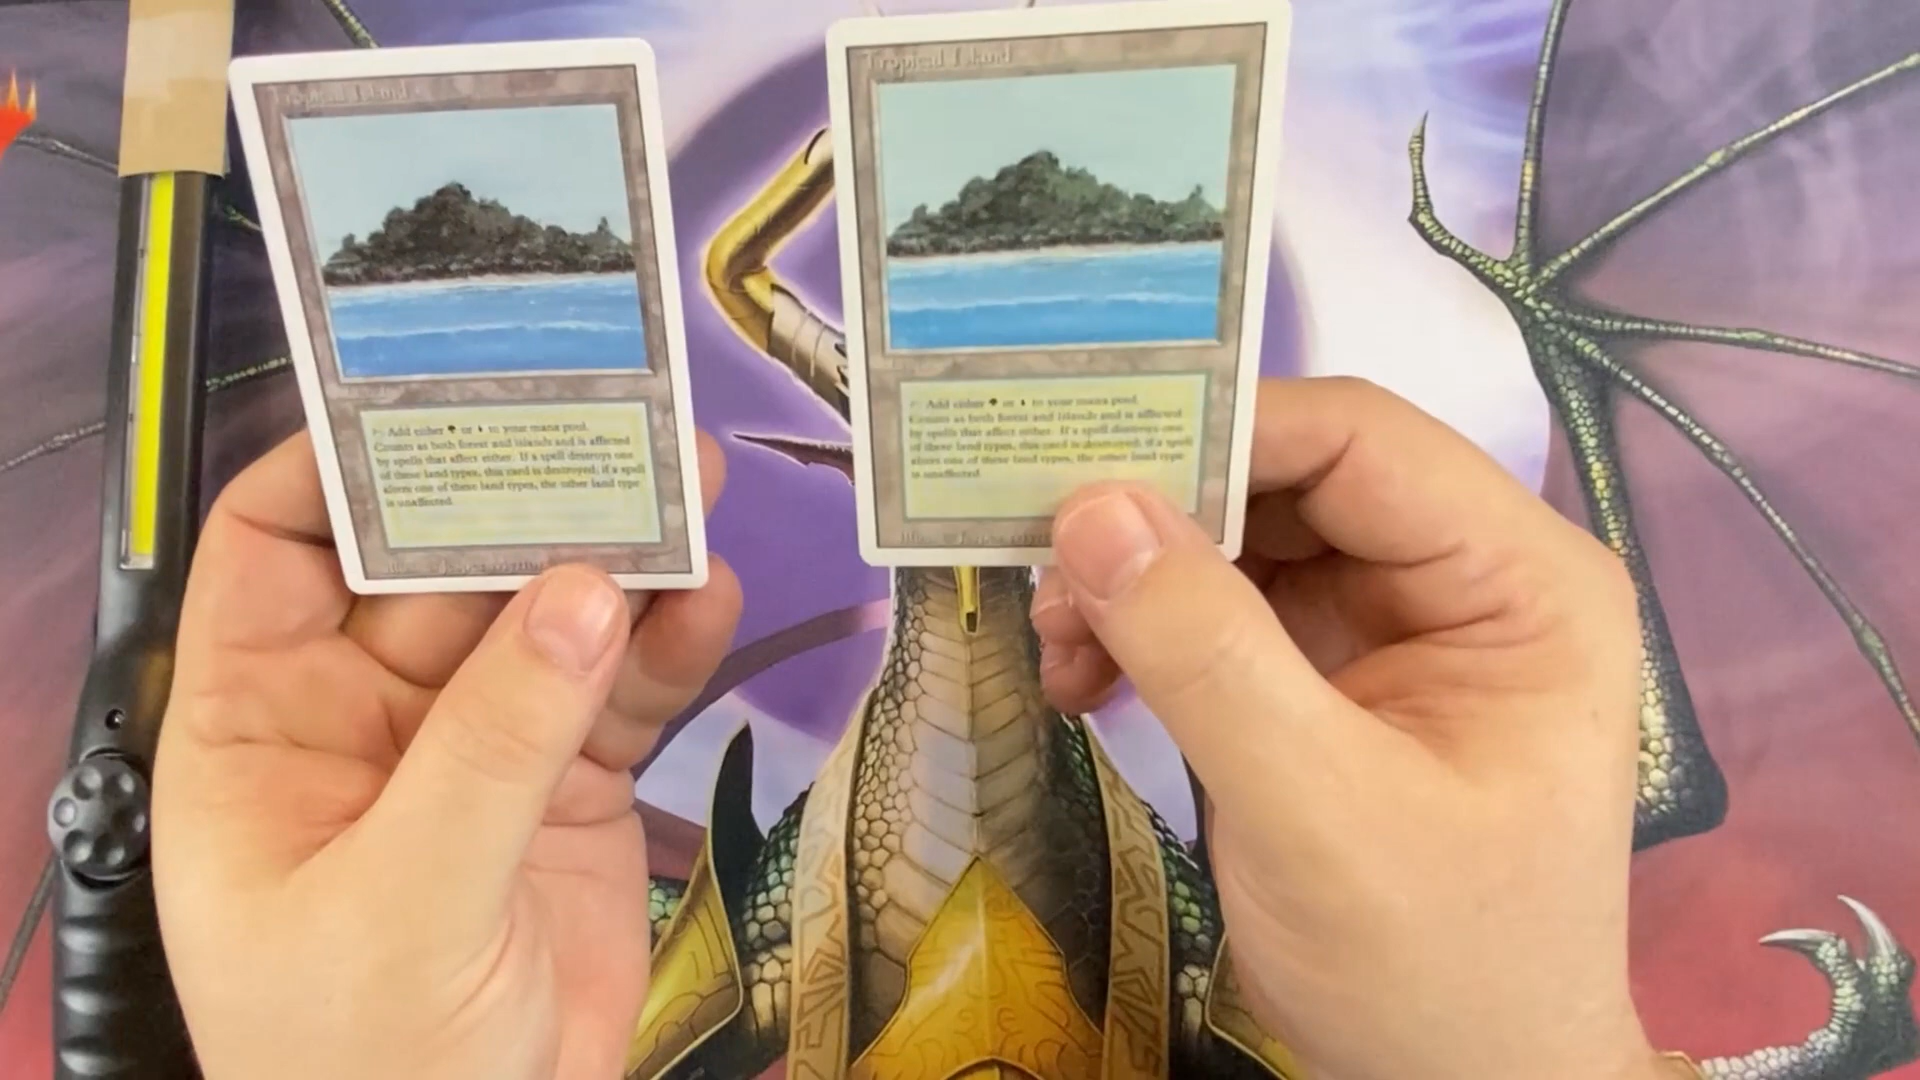 Tropical Island
Add either or to your mana pool.
Counts as both forest and islands and is affected
by spells that affect either. If a spell destroys one
of these land types, this card is destroyed; if a spell
alters one of these land types, the other land type
is unaffected.
Illus. © Jesper Myrfors
Tropical Island
Add either or to your mana pool.
Counts as both forest and islands and is affected
by spells that affect either. If a spell destroys one
of these land types, this card is destroyed; if a spell
alters one of these land types, the other land type
is unaffected.
Illus. © Jesper